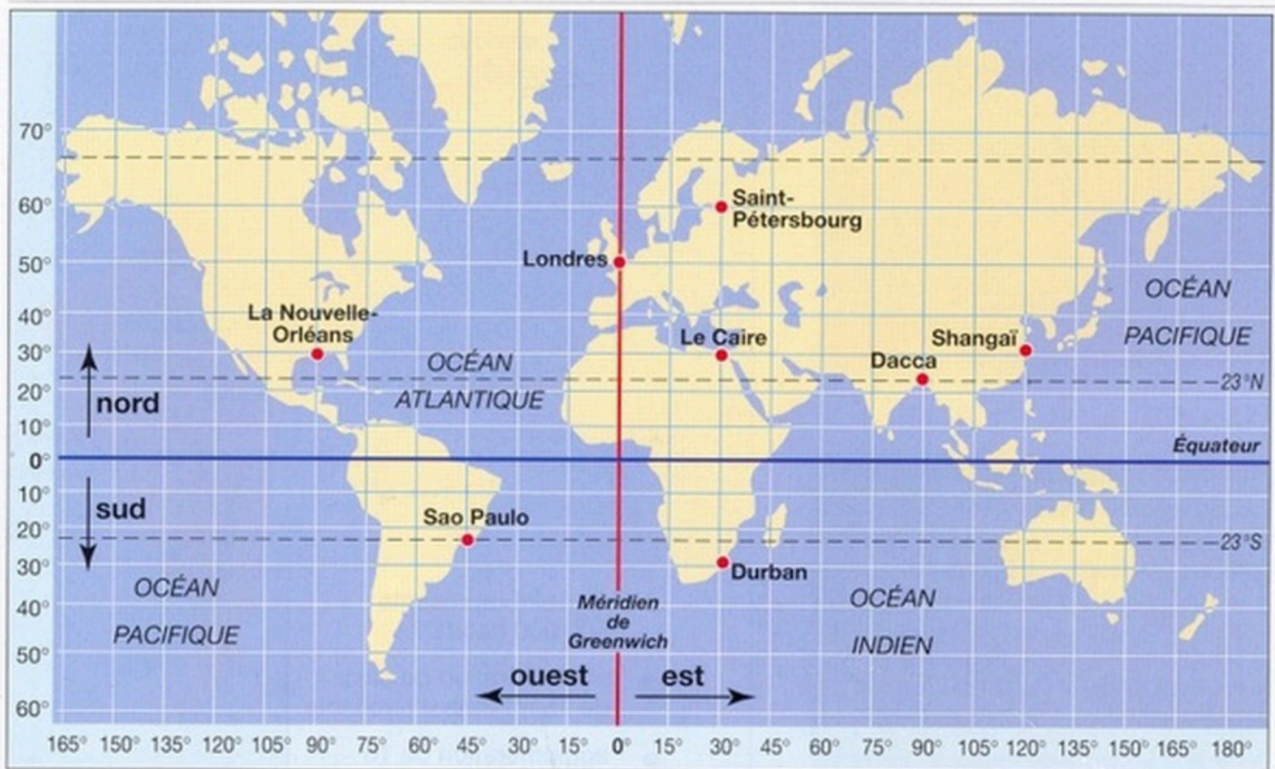 70°
60°
Saint-
Pétersbourg
Londres
50°
OCÉAN
PACIFIQUE
La Nouvelle-
Orléans
40°
Le Caire
Shangaï
30°
OCÉAN
ATLANTIQUE
Dacca
23°N
20°
nord
10°
Équateur
0°
10°
sud
Sao Paulo
20°
23°S
30°
Durban
OCÉAN
PACIFIQUE
40°
Méridien
de
Greenwich
OCÉAN
INDIEN
50°
ouest
est
60°
165° 150° 135° 120° 105° 90° 75° 60° 45° 30° 15° 0° 15° 30° 45° 60° 75° 90° 105° 120° 135° 150° 165° 180°